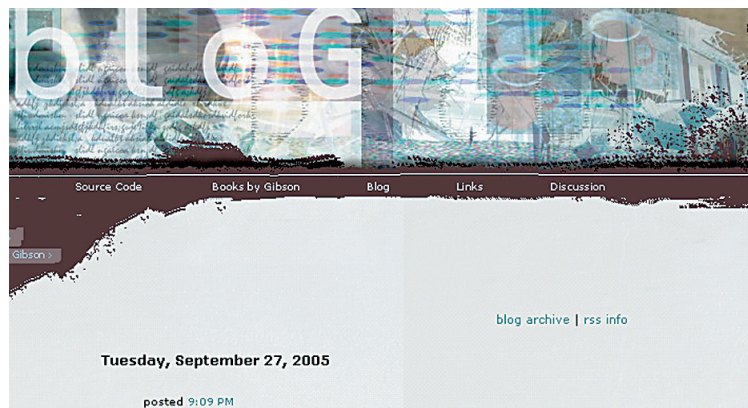 bloG
Source Code Books by Gibson Blog Links Discussion
Gibson >
blog archive | rss info
Tuesday, September 27, 2005
posted 9:09 PM